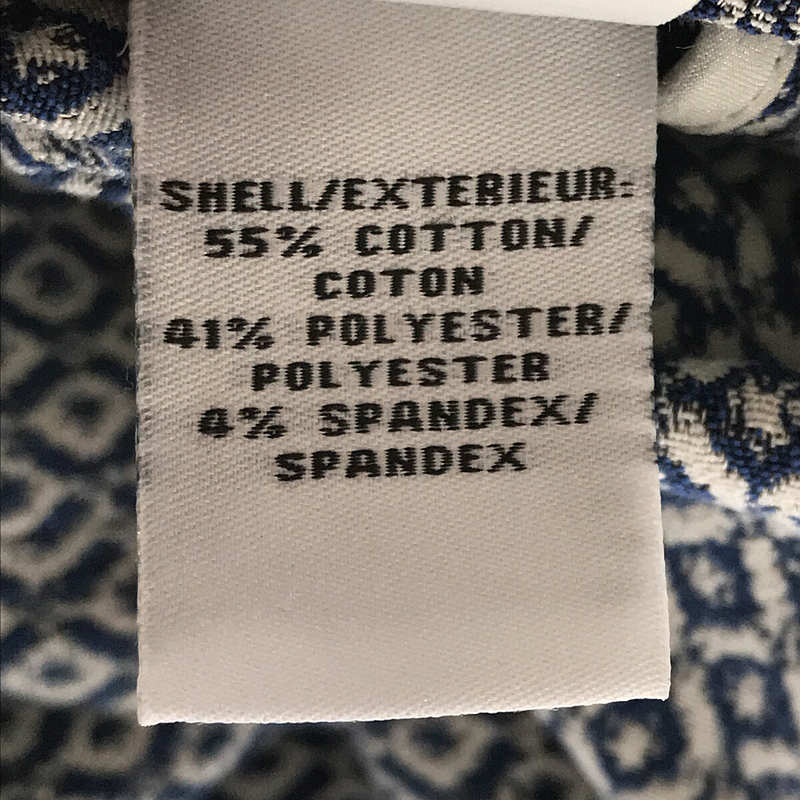 SHELL/EXTERIEUR:
55% COTTON/
COTON
41% POLYESTER/
POLYESTER
4% SPANDEX/
SPANDEX